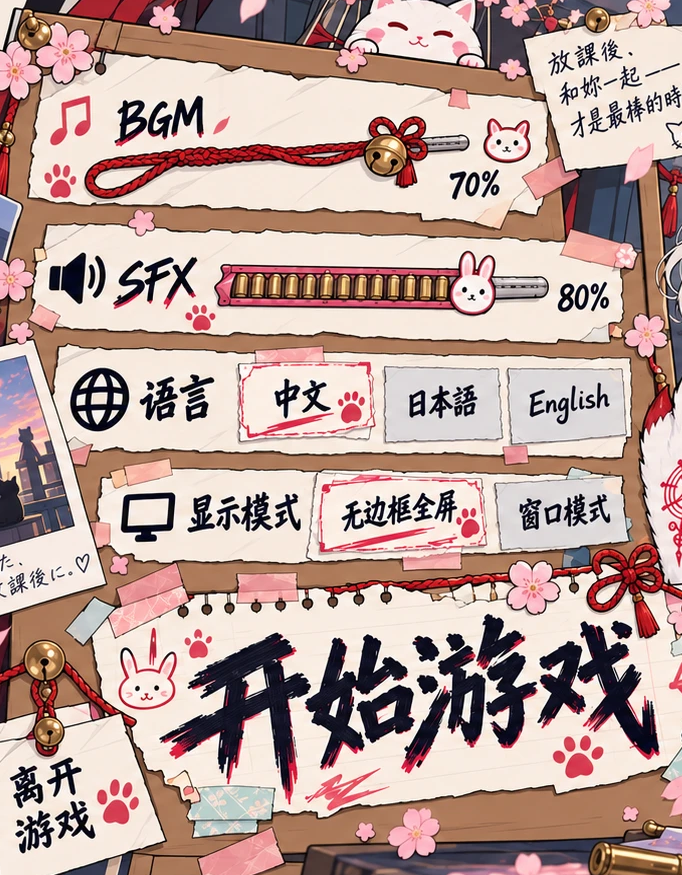 放課後、
和妳一起——
才是最棒的時
BGM
70%
SFX
80%
语言
中文
日本語
English
显示模式
无边框全屏
窗口模式
た、
課後に。♡
开始游戏
离开
游戏